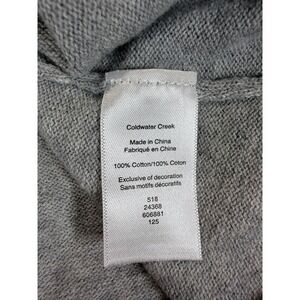 Coldwater Creek
Made in China
Fabriqué en Chine
100% Cotton/100% Coton
Exclusive of decoration
Sans motifs décoratifs
518
24368
606881
125